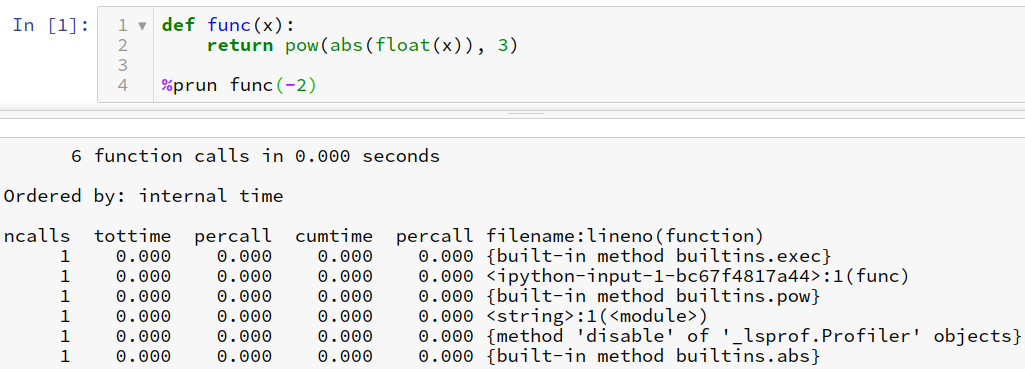 In [1]:
1 def func(x):
2     return pow(abs(float(x)), 3)
3
4 %prun func(-2)
6 function calls in 0.000 seconds
Ordered by: internal time
ncalls  tottime  percall  cumtime  percall filename:lineno(function)
     1    0.000    0.000    0.000    0.000 {built-in method builtins.exec}
     1    0.000    0.000    0.000    0.000 <ipython-input-1-bc67f4817a44>:1(func)
     1    0.000    0.000    0.000    0.000 {built-in method builtins.pow}
     1    0.000    0.000    0.000    0.000 <string>:1(<module>)
     1    0.000    0.000    0.000    0.000 {method 'disable' of '_lsprof.Profiler' objects}
     1    0.000    0.000    0.000    0.000 {built-in method builtins.abs}